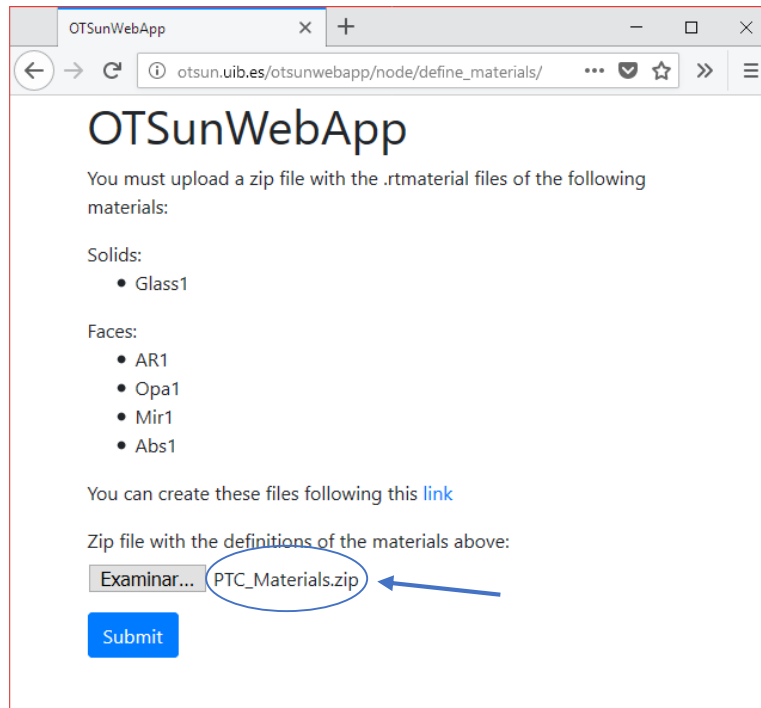 OTSunWebApp
otsun.uib.es/otsunwebapp/node/define_materials/
OTSunWebApp
You must upload a zip file with the .rtmaterial files of the following
materials:
Solids:
Glass1
Faces:
AR1
Opa1
Mir1
Abs1
You can create these files following this link
Zip file with the definitions of the materials above:
Examinar... PTC_Materials.zip
Submit